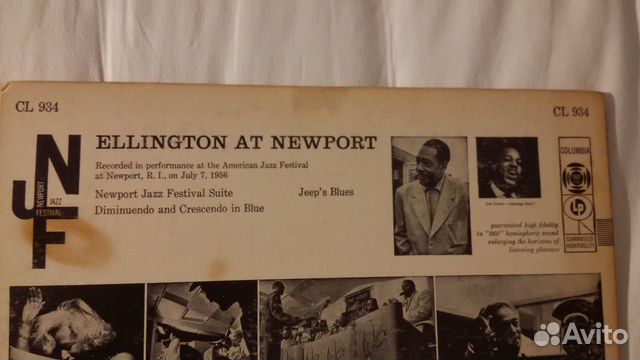 CL 934
CL 934
NJF
NEWPORT JAZZ FESTIVAL
ELLINGTON AT NEWPORT
Recorded in performance at the American Jazz Festival
at Newport, R. I., on July 7, 1956
Newport Jazz Festival Suite
Jeep's Blues
Diminuendo and Crescendo in Blue
COLUMBIA
LP
GUARANTEED
HIGH-FIDELITY
guaranteed high fidelity
in "360" hemispheric sound
enlarging the horizons of
listening pleasure
Avito